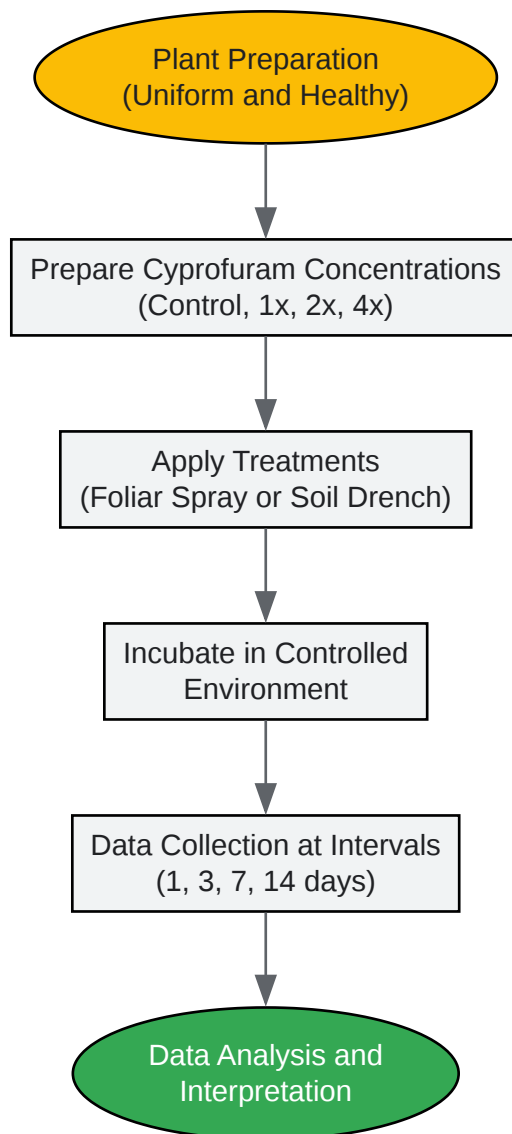 Plant Preparation
(Uniform and Healthy)
Prepare Cyprofuram Concentrations
(Control, 1x, 2x, 4x)
Apply Treatments
(Foliar Spray or Soil Drench)
Incubate in Controlled
Environment
Data Collection at Intervals
(1, 3, 7, 14 days)
Data Analysis and
Interpretation